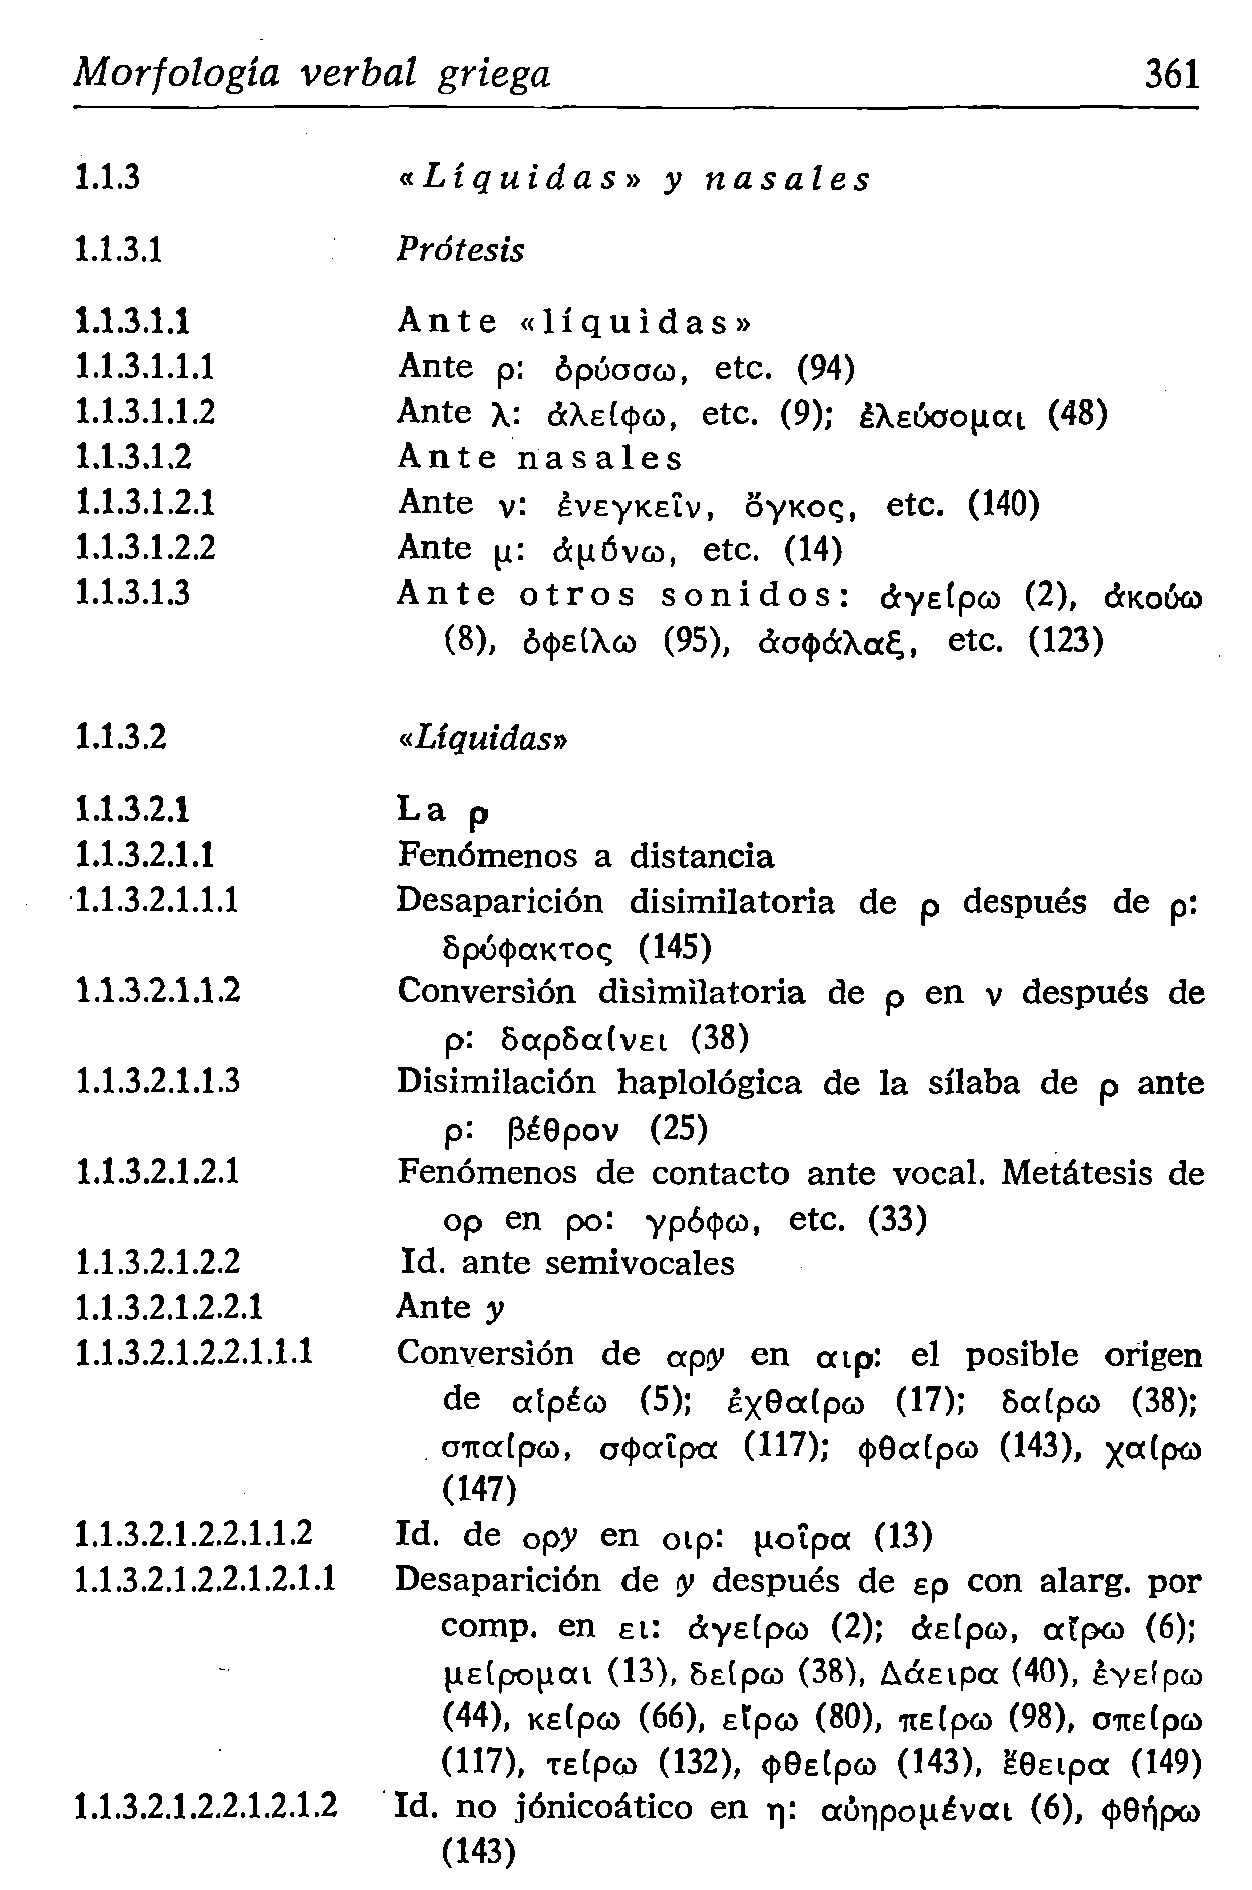 Morfología verbal griega 361
1.1.3 «Líquidas» y nasales
1.1.3.1 Prótesis
1.1.3.1.1 Ante «líquidas»
1.1.3.1.1.1 Ante ρ: ὀρύσσω, etc. (94)
1.1.3.1.1.2 Ante λ: ἀλείφω, etc. (9); ἐλεύσομαι (48)
1.1.3.1.2 Ante nasales
1.1.3.1.2.1 Ante ν: ἐνεγκεῖν, ὄγκος, etc. (140)
1.1.3.1.2.2 Ante μ: ἀμύνω, etc. (14)
1.1.3.1.3 Ante otros sonidos: ἀγείρω (2), ἀκούω
(8), ὀφείλω (95), ἀσφάλαξ, etc. (123)
1.1.3.2 «Líquidas»
1.1.3.2.1 La ρ
1.1.3.2.1.1 Fenómenos a distancia
1.1.3.2.1.1.1 Desaparición disimilatoria de ρ después de ρ:
δρύφακτος (145)
1.1.3.2.1.1.2 Conversión disimilatoria de ρ en ν después de
ρ: δαρδαίνει (38)
1.1.3.2.1.1.3 Disimilación haplológica de la sílaba de ρ ante
ρ: βέθρον (25)
1.1.3.2.1.2.1 Fenómenos de contacto ante vocal. Metátesis de
ορ en ρο: γρόφω, etc. (33)
1.1.3.2.1.2.2 Id. ante semivocales
1.1.3.2.1.2.2.1 Ante y
1.1.3.2.1.2.2.1.1.1 Conversión de αρy en αιρ: el posible origen
de αἱρέω (5); ἐχθαίρω (17); δαίρω (38);
σπαίρω, σφαῖρα (117); φθαίρω (143), χαίρω
(147)
1.1.3.2.1.2.2.1.1.2 Id. de ορy en οιρ: μοῖρα (13)
1.1.3.2.1.2.2.1.2.1.1 Desaparición de y después de ερ con alarg. por
comp. en ει: ἀγείρω (2); ἀείρω, αἴρω (6);
μείρομαι (13), δείρω (38), Δάειρα (40), ἐγείρω
(44), κείρω (66), εἴρω (80), πείρω (98), σπείρω
(117), τείρω (132), φθείρω (143), ἔθειρα (149)
1.1.3.2.1.2.2.1.2.1.2 Id. no jónicoático en η: αὐηρομέναι (6), φθήρω
(143)